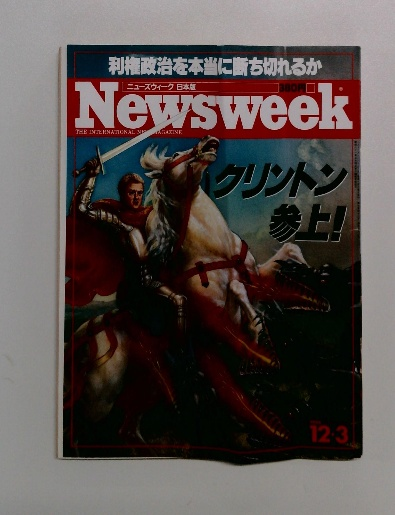 利権政治を本当に断ち切れるか
ニューズウィーク 日本版
Newsweek
THE INTERNATIONAL NEWSMAGAZINE
クリントン
参上!
12・3